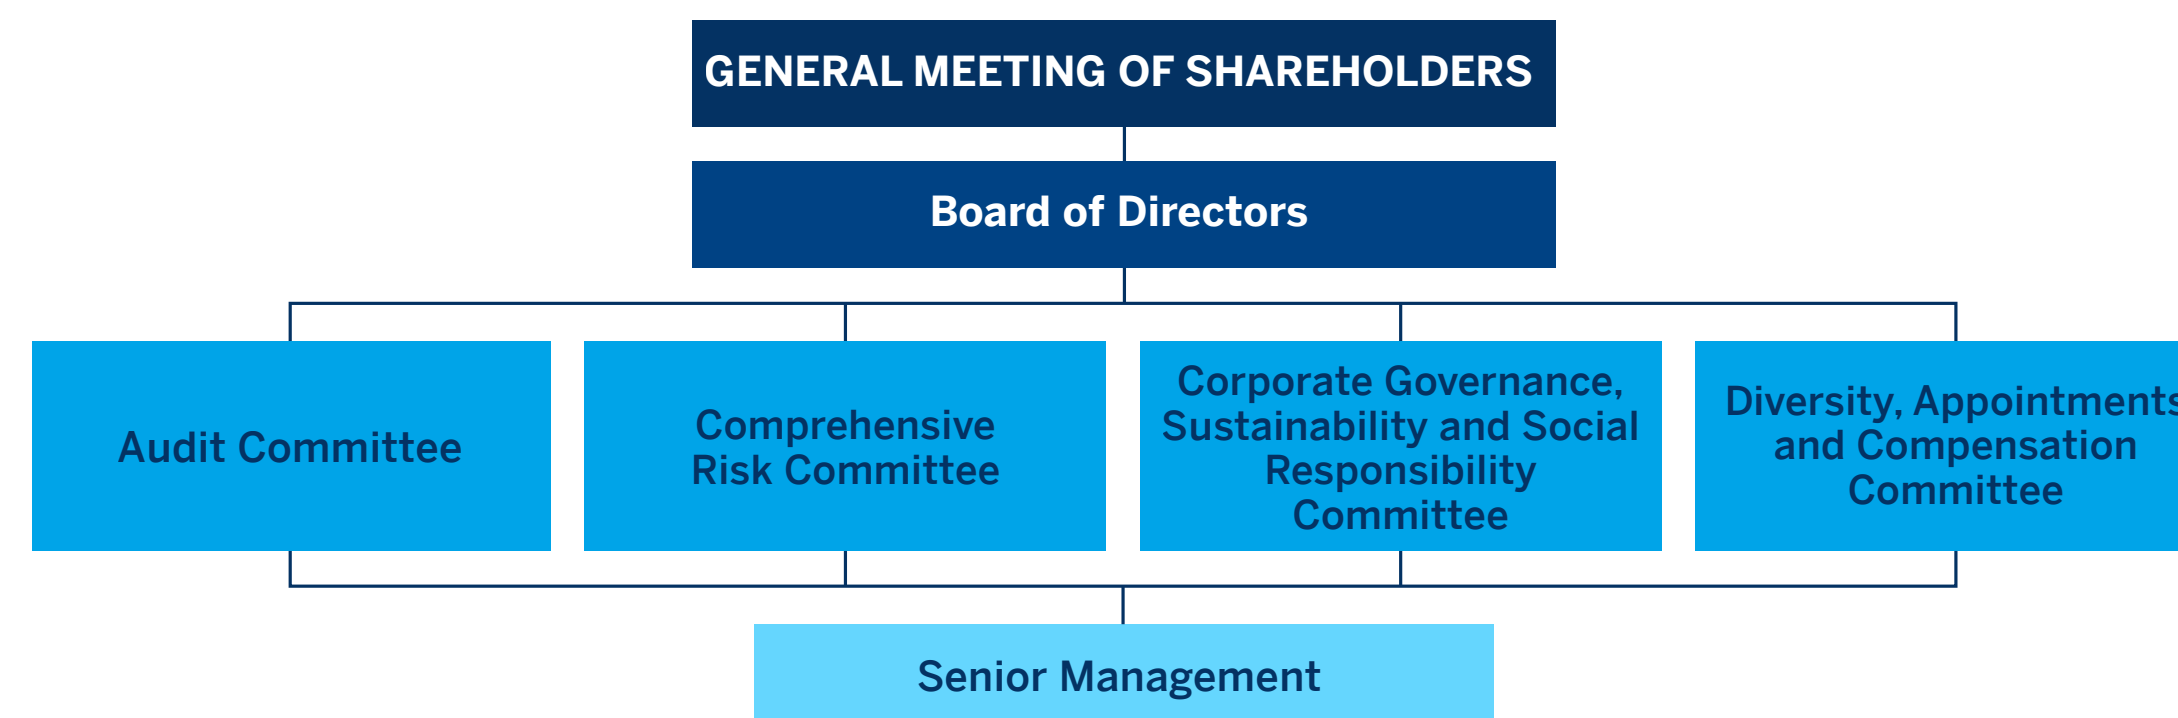 GENERAL MEETING OF SHAREHOLDERS
Board of Directors
Audit Committee
Comprehensive
Risk Committee
Corporate Governance,
Sustainability and Social
Responsibility
Committee
Diversity, Appointments
and Compensation
Committee
Senior Management